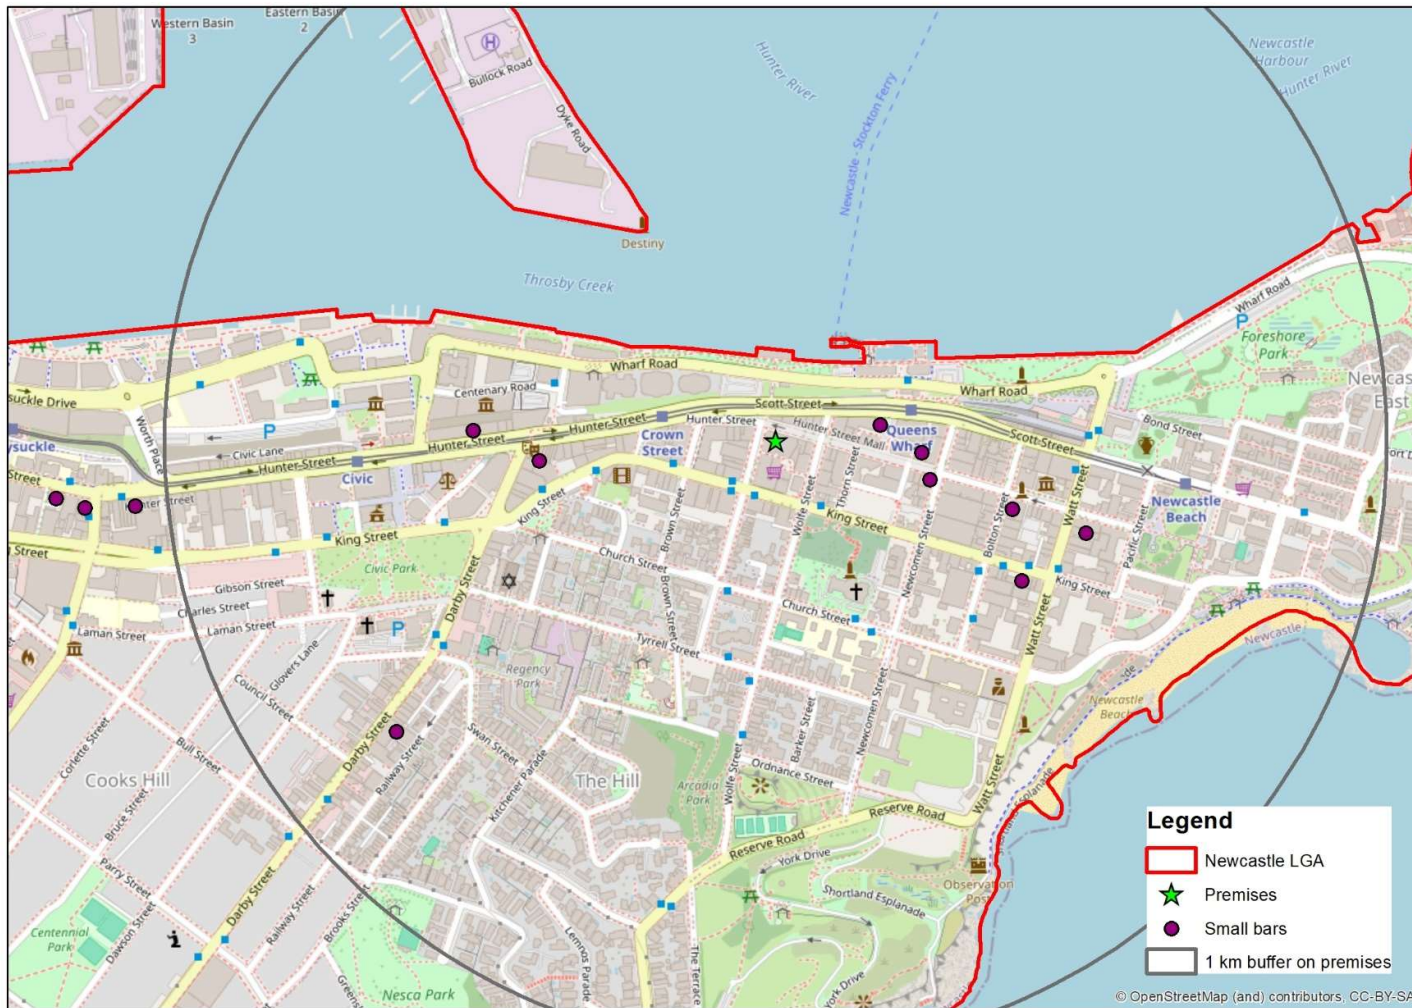 Western Basin
3
Eastern Basin
2
Bullock Road
Dyke Road
Hunter River
Newcastle - Stockton Ferry
Newcastle
Harbour
Hunter River
Destiny
Throsby Creek
Wharf Road
P
Foreshore
Park
Wharf Road
Wharf Road
Centenary Road
Scott Street
Hunter Street
Hunter Street
Hunter Street Mall
Bond Street
Newcas
East
suckle Drive
Worth Place
P
Civic Lane
Hunter Street
Hunter Street
Crown
Street
Queens
Wharf
Scott Street
ysuckle
Hunter Street
Civic
King Street
Brown Street
Wolfe Street
Thorn Street
King Street
Newcomen Street
Bolton Street
Watt Street
Pacific Street
Newcastle
Beach
King Street
Civic Park
Church Street
Brown Street
King Street
Gibson Street
Charles Street
Laman Street
Laman Street
P
Darby Street
Church Street
Tyrrell Street
Regency
Park
Watt Street
Newcastle
Newcastle
Beach
Glovers Lane
Council Street
Bull Street
Corlette Street
Cooks Hill
Bruce Street
Darby Street
Railway Street
Swan Street
Kitchener Parade
The Hill
Arcadia
Park
Wolfe Street
Barker Street
Newcomen Street
Ordnance Street
Watt Street
Reserve Road
Reserve Road
York Drive
Shortland Esplanade
Observation
Post
York Drive
Parry Street
Dawson Street
Centennial
Park
Darby Street
Railway Street
Brooks Street
Nesca Park
Lemnos Parade
The Terrace
Legend
Newcastle LGA
Premises
Small bars
1 km buffer on premises
© OpenStreetMap (and) contributors, CC-BY-SA